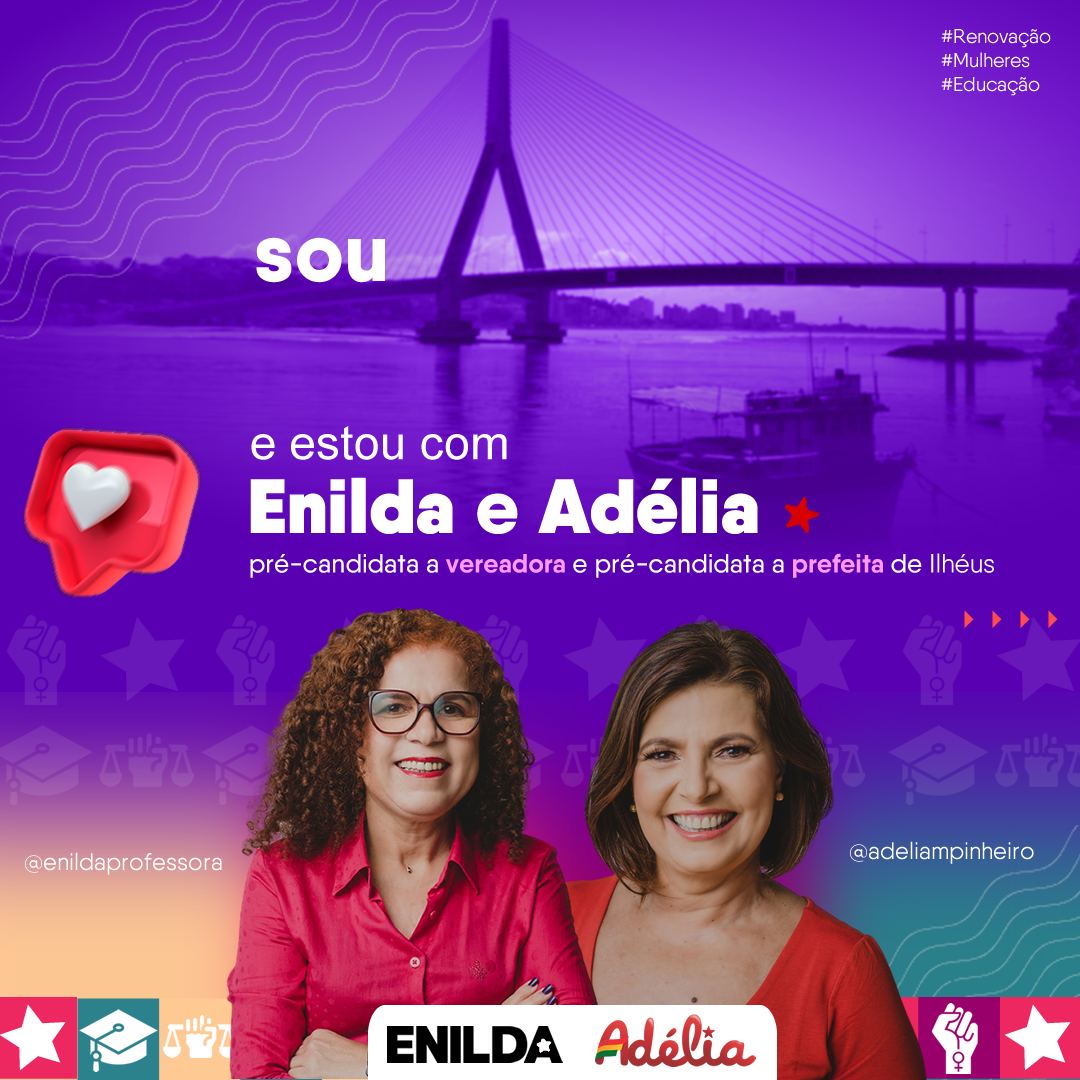 #Renovação
#Mulheres
#Educação
sou
e estou com
Enilda e Adélia
pré-candidata a vereadora e pré-candidata a prefeita de Ilhéus
@enildaprofessora
@adeliampinheiro
ENILDA
Adélia